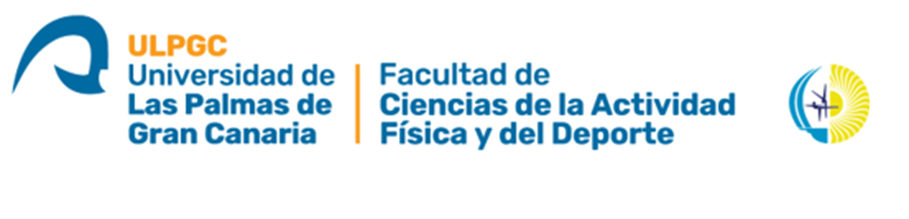 ULPGC
Universidad de
Las Palmas de
Gran Canaria
Facultad de
Ciencias de la Actividad
Física y del Deporte